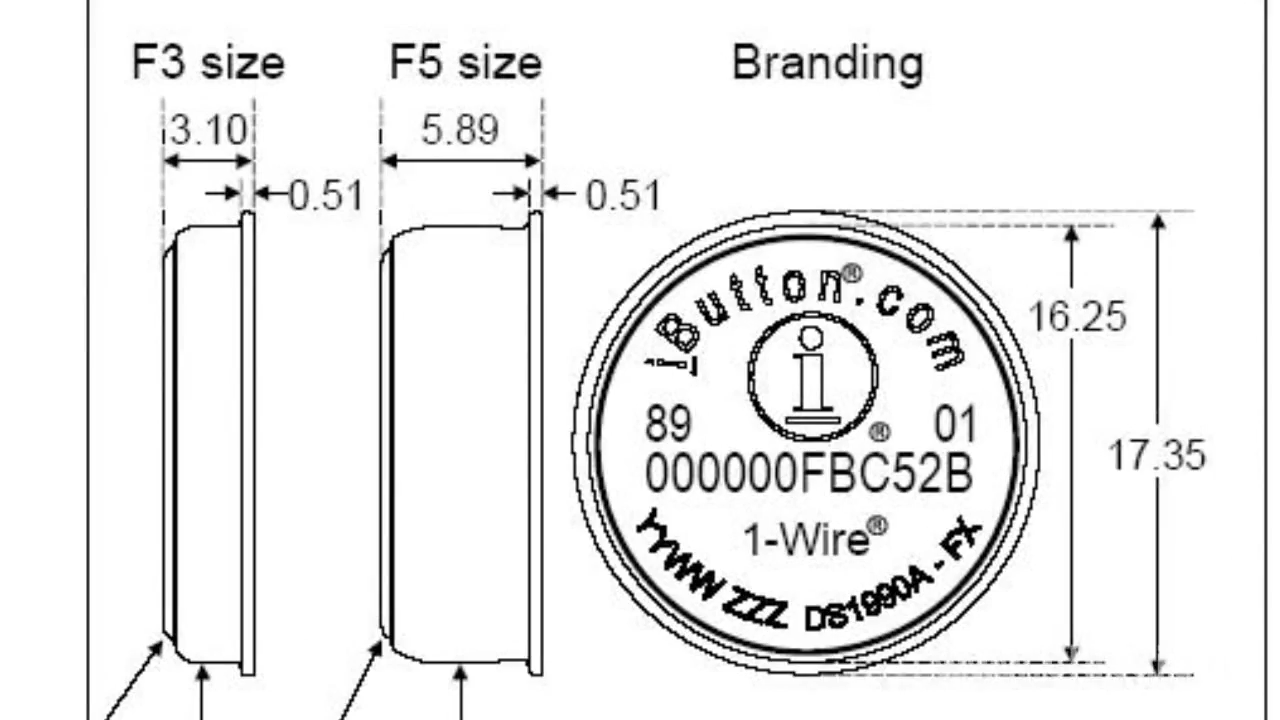 F3 size F5 size Branding
3.10 5.89
0.51 0.51
iButton®.com
i
16.25
89 ® 01
17.35
000000FBC52B
1-Wire®
YYWW ZZZ DS1990A - FX